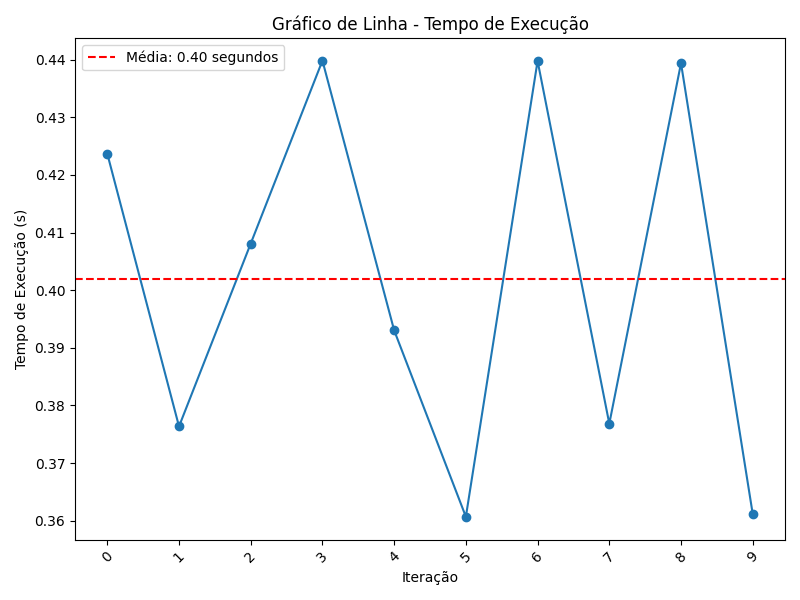 Gráfico de Linha - Tempo de Execução
Média: 0.40 segundos
Tempo de Execução (s)
0.44
0.43
0.42
0.41
0.40
0.39
0.38
0.37
0.36
0 1 2 3 4 5 6 7 8 9
Iteração